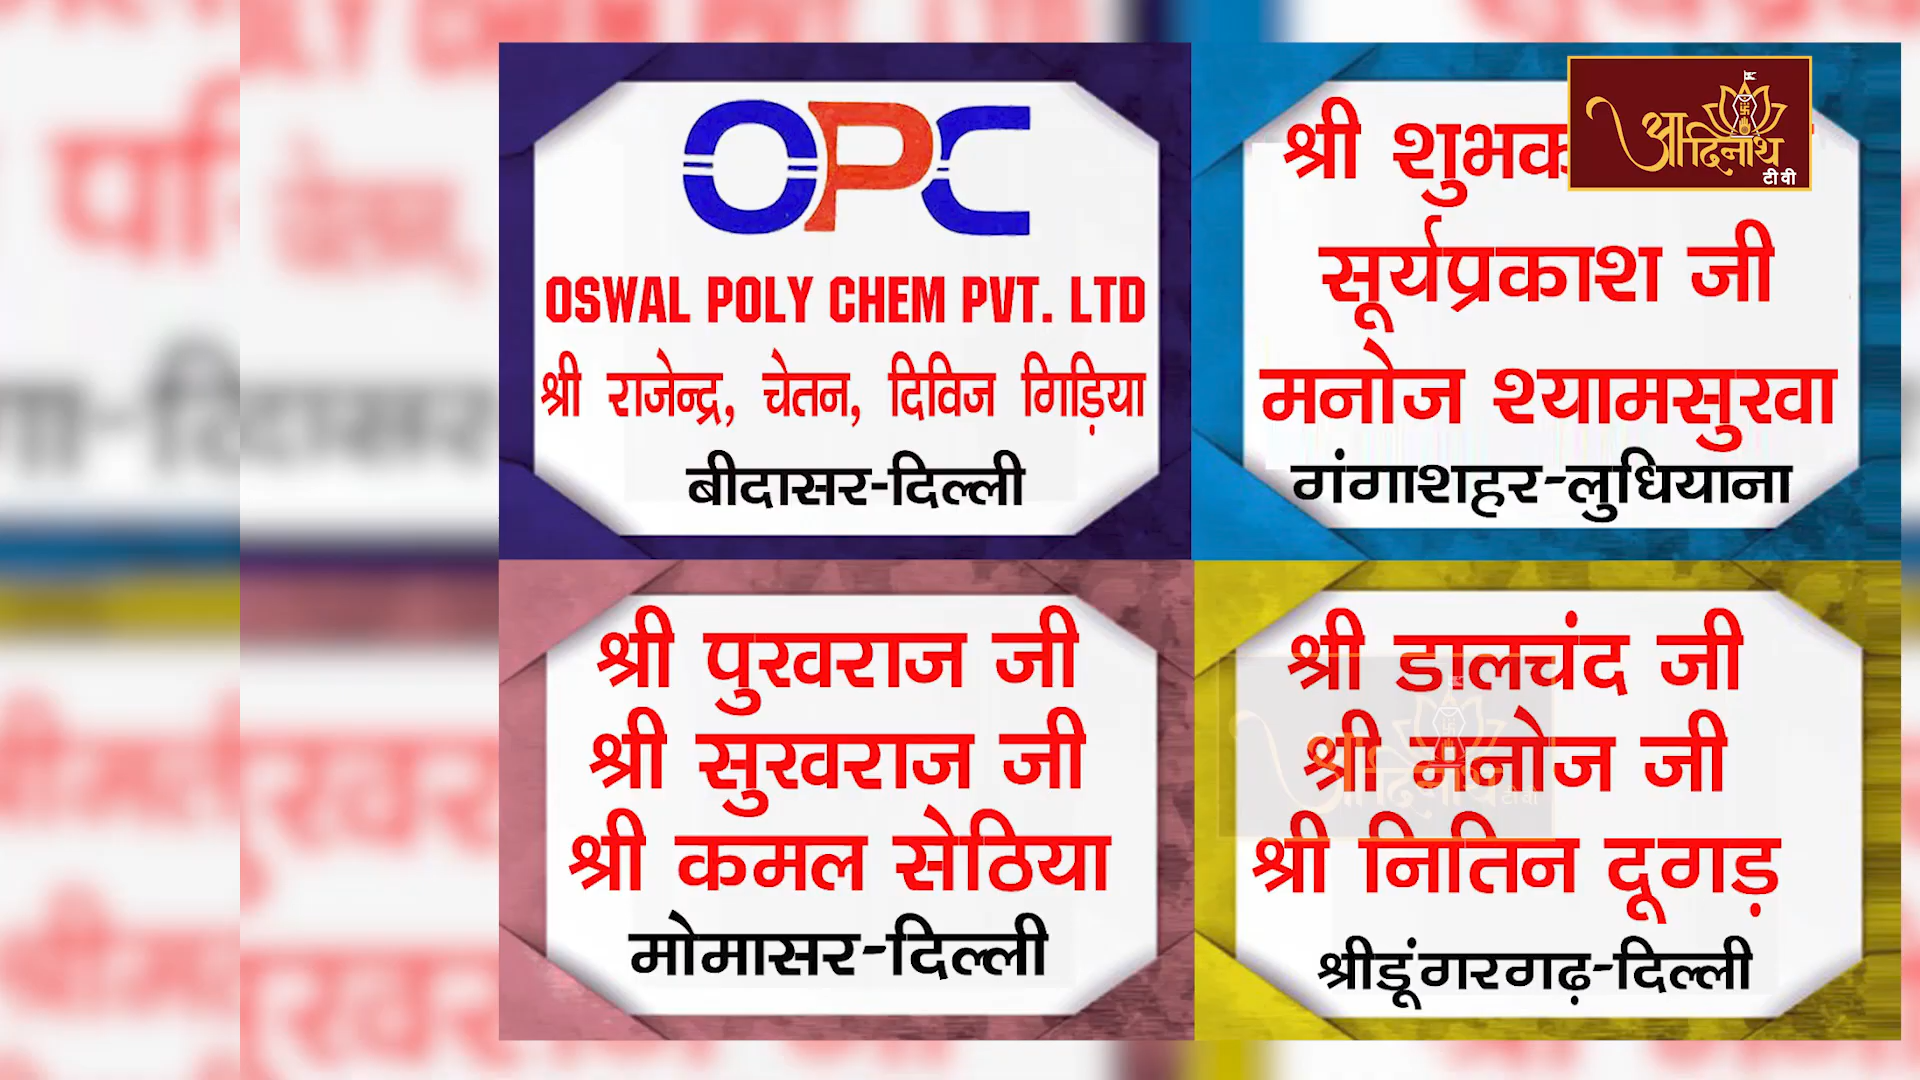 OPC
OSWAL POLY CHEM PVT. LTD
श्री राजेन्द्र, चेतन, दिविज गिड़िया
बीदासर-दिल्ली
श्री
सूर्यप्रकाश जी
मनोज श्यामसुखा
गंगाशहर-लुधियाना
आदिनाथ
टी वी
श्री पुखराज जी
श्री सुखराज जी
श्री कमल सेठिया
मोमासर-दिल्ली
श्री डालचंद जी
श्री मनोज जी
श्री नितिन दूगड़
श्रीडूंगरगढ़-दिल्ली